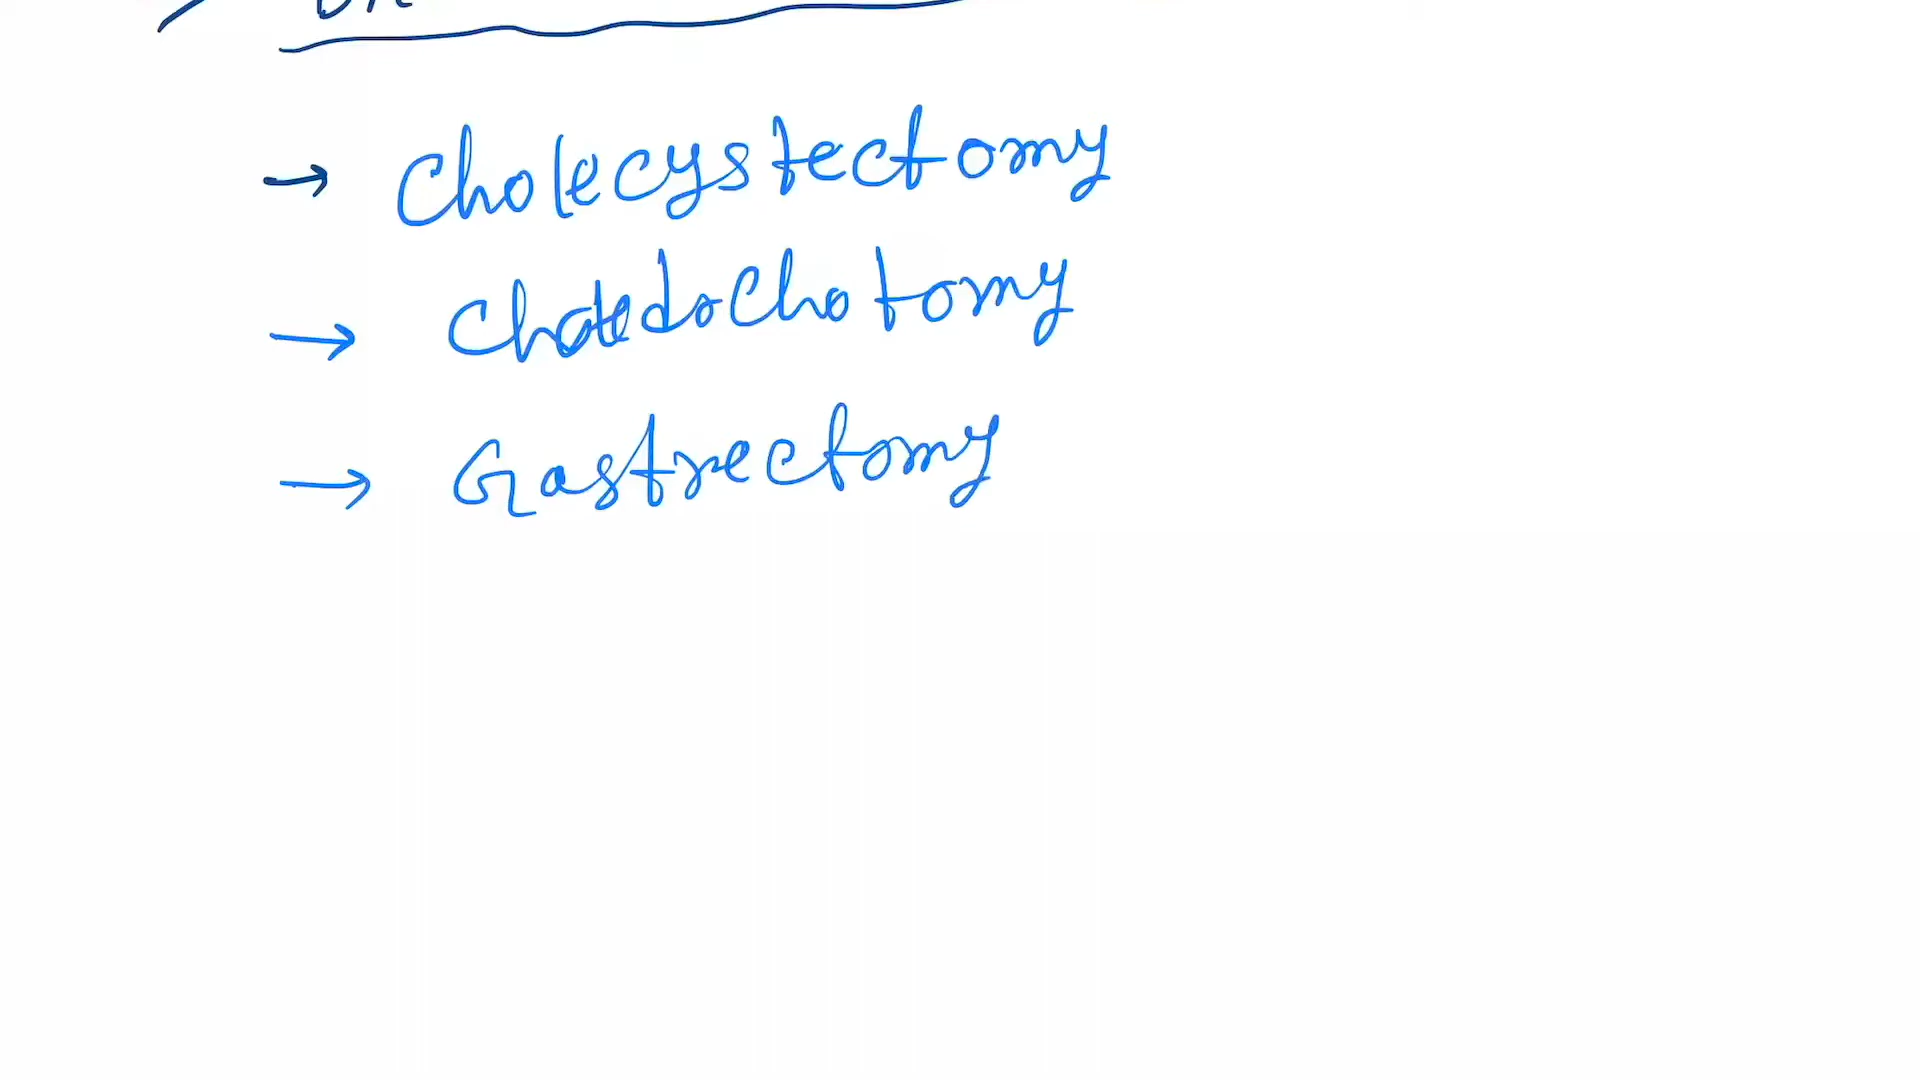 → Cholecystectomy
→ Choledochotomy
→ Gastrectomy